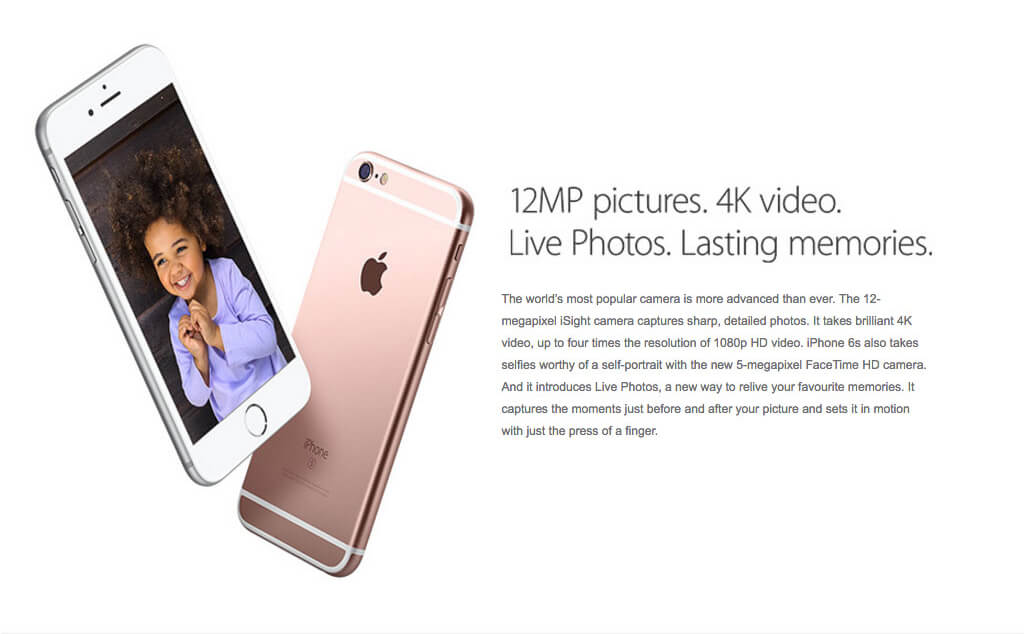 12MP pictures. 4K video.
Live Photos. Lasting memories.
The world's most popular camera is more advanced than ever. The 12-
megapixel iSight camera captures sharp, detailed photos. It takes brilliant 4K
video, up to four times the resolution of 1080p HD video. iPhone 6s also takes
selfies worthy of a self-portrait with the new 5-megapixel FaceTime HD camera.
And it introduces Live Photos, a new way to relive your favourite memories. It
captures the moments just before and after your picture and sets it in motion
with just the press of a finger.
iPhone
S